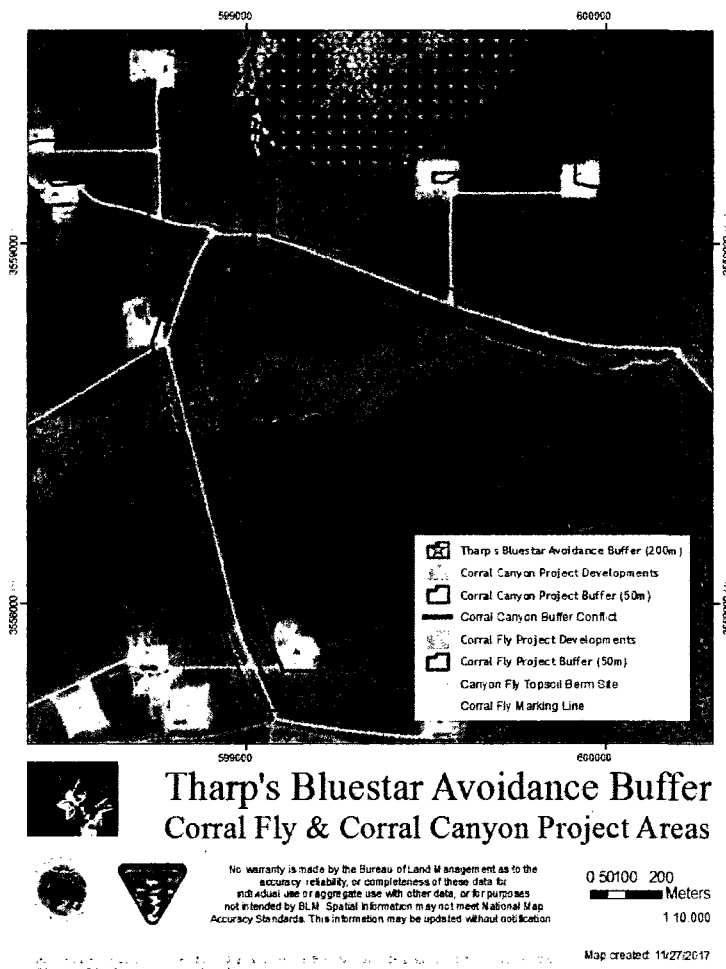 599000 600000
3559000
3559000
3558000
Tharp's Bluestar Avoidance Buffer (200m)
Corral Canyon Project Developments
Corral Canyon Project Buffer (50m)
Corral Canyon Buffer Conflict
Corral Fly Project Developments
Corral Fly Project Buffer (50m)
Canyon Fly Topsoil Berm Site
Corral Fly Marking Line
599000 600000
Tharp's Bluestar Avoidance Buffer
Corral Fly & Corral Canyon Project Areas
No warranty is made by the Bureau of Land Management as to the
accuracy, reliability, or completeness of these data for
individual use or aggregate use with other data, or for purposes
not intended by BLM. Spatial information may not meet National Map
Accuracy Standards. This information may be updated without notification
0 50100 200
Meters
1 10.000
Map created: 11/27/2017